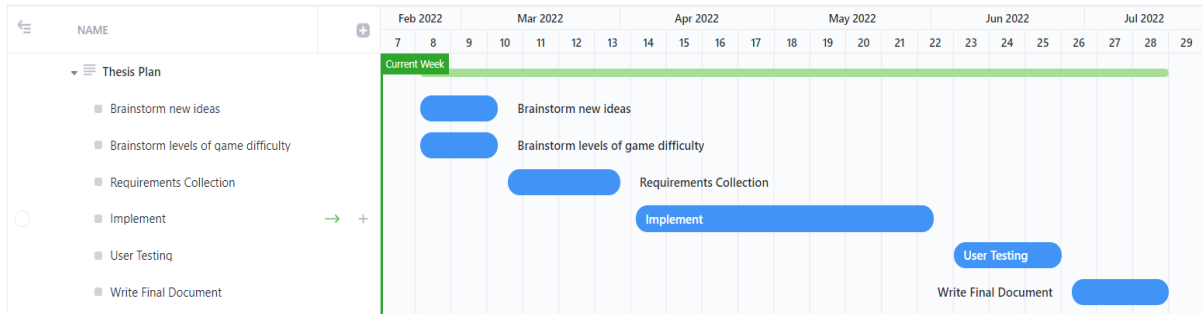 Feb 2022 Mar 2022 Apr 2022 May 2022 Jun 2022 Jul 2022
NAME
7 8 9 10 11 12 13 14 15 16 17 18 19 20 21 22 23 24 25 26 27 28 29
Current Week
Thesis Plan
Brainstorm new ideas Brainstorm new ideas
Brainstorm levels of game difficulty Brainstorm levels of game difficulty
Requirements Collection Requirements Collection
Implement Implement
User Testing User Testing
Write Final Document Write Final Document